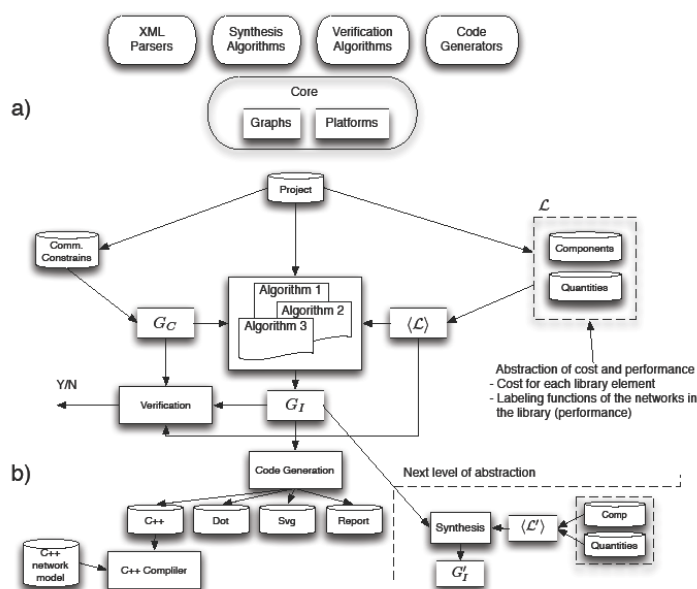 XML
Parsers
Synthesis
Algorithms
Verification
Algorithms
Code
Generators
Core
Graphs
Platforms
a)
Project
Comm.
Constrains
ℒ
Components
Quantities
Algorithm 1
Algorithm 2
Algorithm 3
G_C
⟨ℒ⟩
Abstraction of cost and performance
- Cost for each library element
- Labeling functions of the networks in
the library (performance)
Y/N
Verification
G_I
b)
Code Generation
Next level of abstraction
C++
Dot
Svg
Report
Synthesis
⟨ℒ'⟩
Comp
Quantities
C++
network
model
C++ Compliler
G'_I